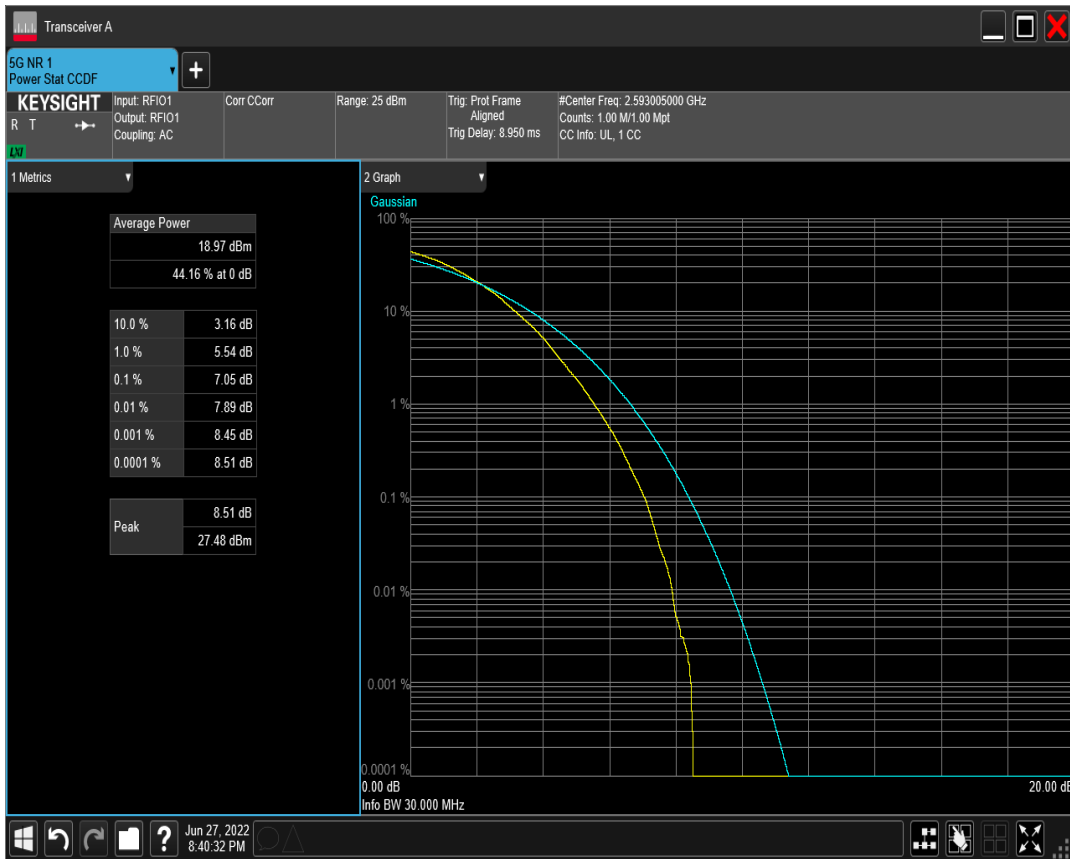 Transceiver A
5G NR 1
Power Stat CCDF
KEYSIGHT
R T
LXI
Input: RFIO1
Output: RFIO1
Coupling: AC
Corr CCorr
Range: 25 dBm
Trig: Prot Frame
Aligned
Trig Delay: 8.950 ms
#Center Freq: 2.593005000 GHz
Counts: 1.00 M/1.00 Mpt
CC Info: UL, 1 CC
1 Metrics
Average Power
18.97 dBm
44.16 % at 0 dB
10.0 % 3.16 dB
1.0 % 5.54 dB
0.1 % 7.05 dB
0.01 % 7.89 dB
0.001 % 8.45 dB
0.0001 % 8.51 dB
Peak 8.51 dB
27.48 dBm
2 Graph
Gaussian
100 %
10 %
1 %
0.1 %
0.01 %
0.001 %
0.0001 %
0.00 dB 20.00 dB
Info BW 30.000 MHz
? Jun 27, 2022
8:40:32 PM